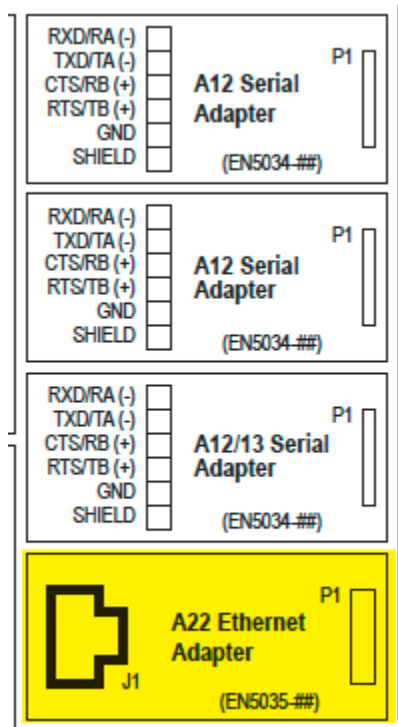 RXD/RA (-)
TXD/TA (-)
CTS/RB (+)
RTS/TB (+)
GND
SHIELD
P1
A12 Serial
Adapter
(EN5034-##)
RXD/RA (-)
TXD/TA (-)
CTS/RB (+)
RTS/TB (+)
GND
SHIELD
P1
A12 Serial
Adapter
(EN5034-##)
RXD/RA (-)
TXD/TA (-)
CTS/RB (+)
RTS/TB (+)
GND
SHIELD
P1
A12/13 Serial
Adapter
(EN5034-##)
J1
P1
A22 Ethernet
Adapter
(EN5035-##)